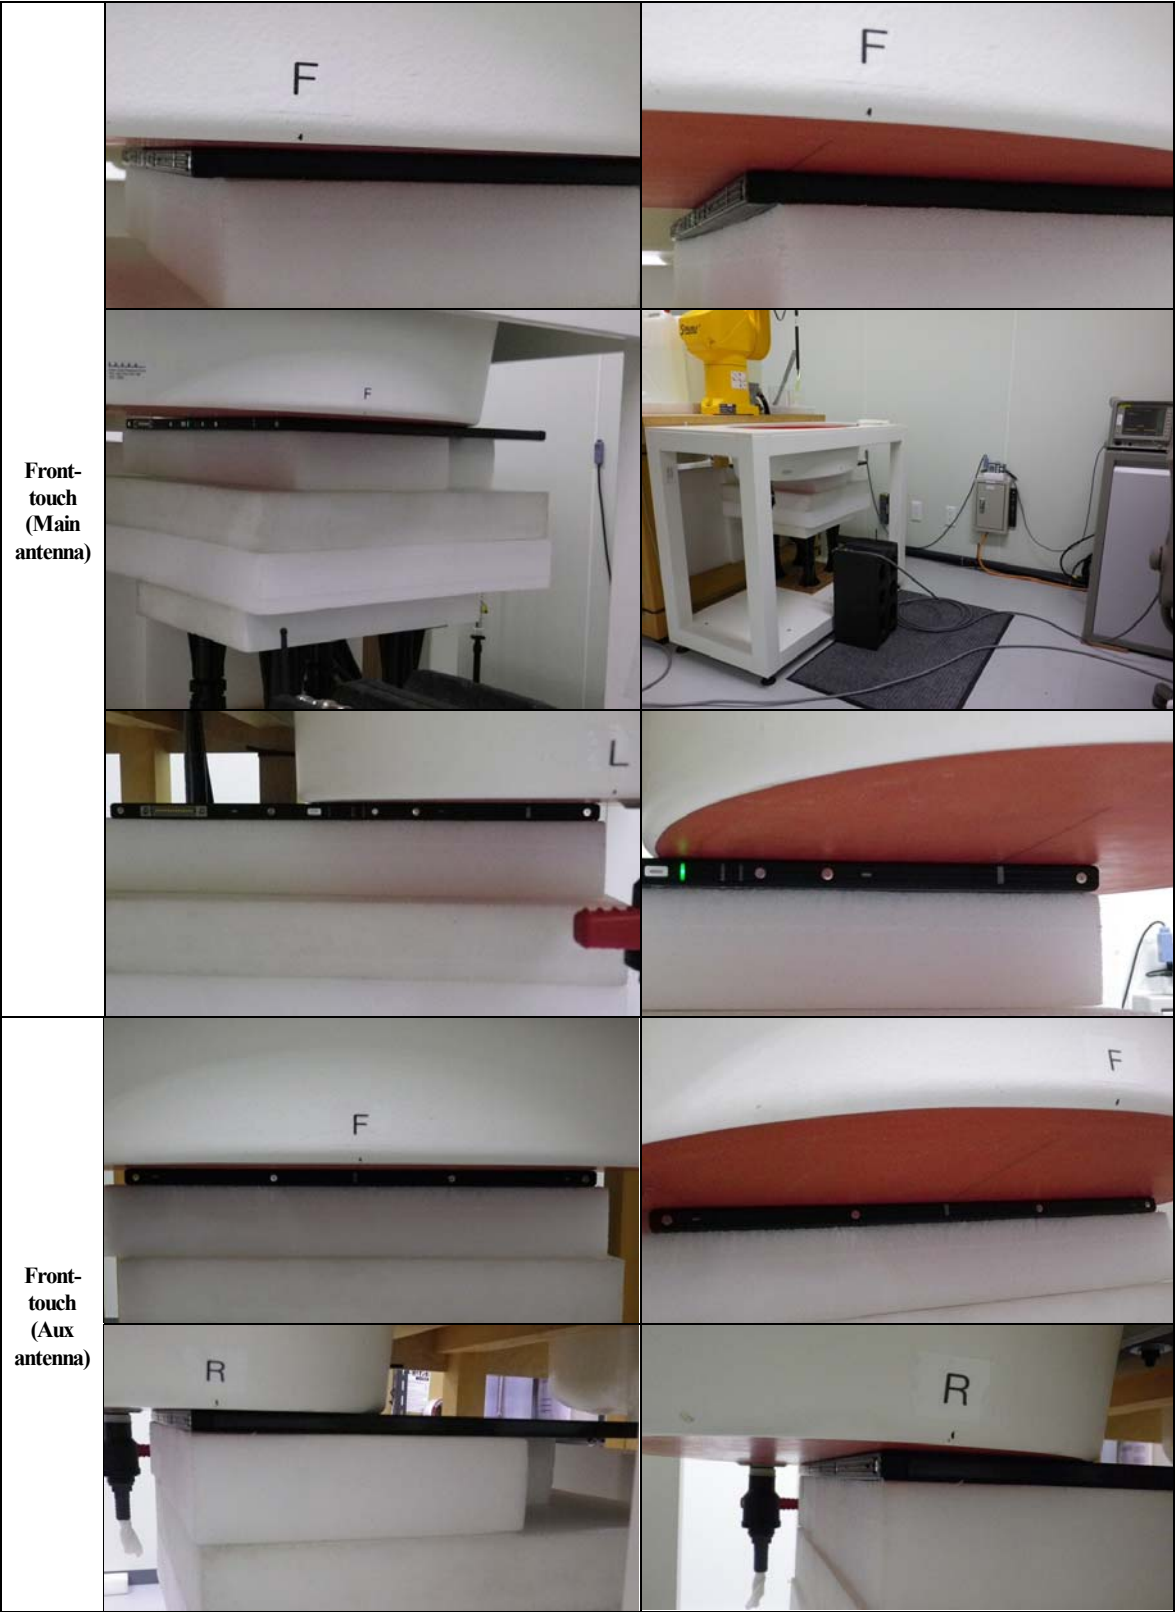 F
F
F
Front-
touch
(Main
antenna)
L
F
F
Front-
touch
(Aux
antenna)
R
R